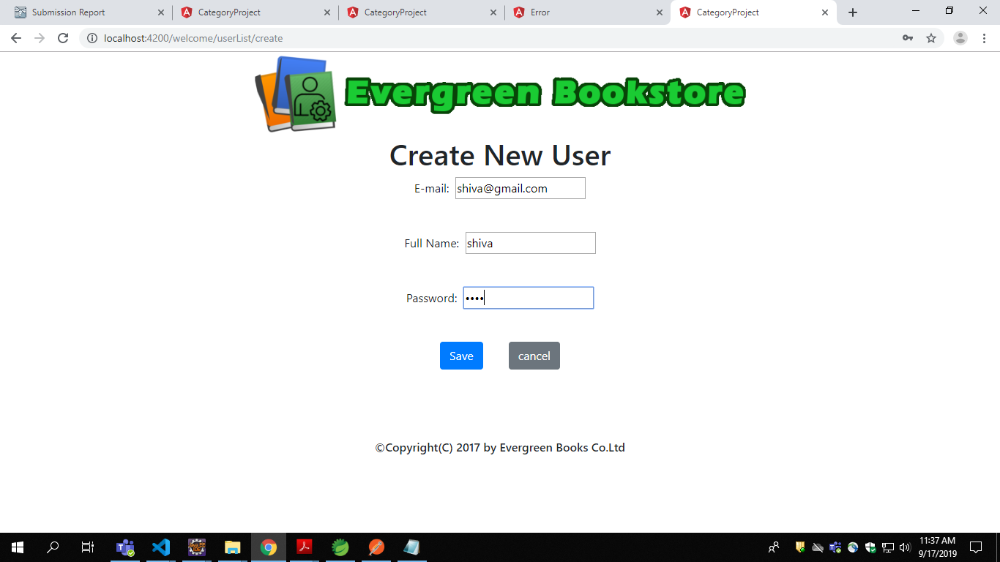 Submission Report
CategoryProject
CategoryProject
Error
CategoryProject
localhost:4200/welcome/userList/create
Evergreen Bookstore
Create New User
E-mail: shiva@gmail.com
Full Name: shiva
Password: ••••
Save cancel
©Copyright(C) 2017 by Evergreen Books Co.Ltd
11:37 AM
9/17/2019